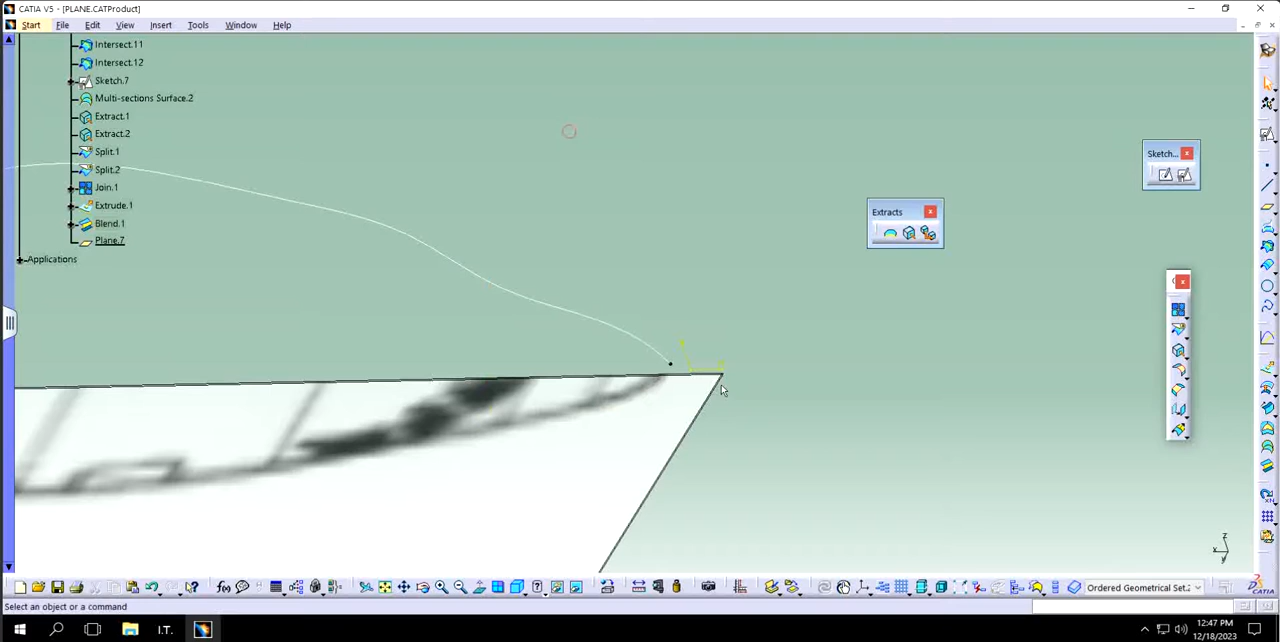 CATIA V5 - [PLANE.CATProduct]
Start File Edit View Insert Tools Window Help
Intersect.11
Intersect.12
Sketch.7
Multi-sections Surface.2
Extract.1
Extract.2
Split.1
Split.2
Join.1
Extrude.1
Blend.1
Plane.7
Applications
Sketch...
Extracts
z
x
y
f(x)
Ordered Geometrical Set.2
CATIA
Select an object or a command
I.T.
12:47 PM
12/18/2023